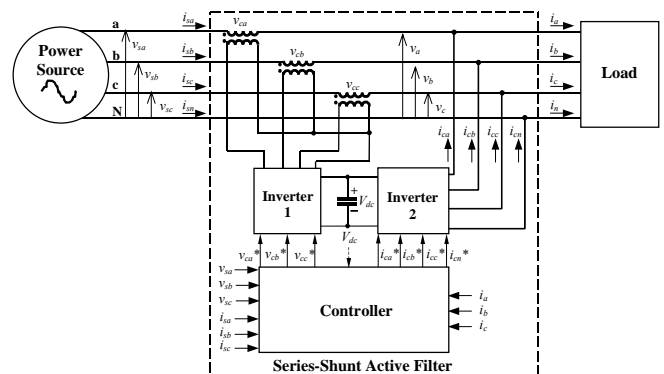 a i_sa v_ca i_a
Power Source
v_sa b i_sb v_cb v_a i_b Load
v_sb c i_sc v_cc v_b i_c
v_sc N i_sn v_c i_n
i_ca i_cb i_cc i_cn
Inverter 1
+ − V_dc
Inverter 2
V_dc
v_ca* v_cb* v_cc* i_ca* i_cb* i_cc* i_cn*
v_sa
v_sb
v_sc
i_sa
i_sb
i_sc
Controller
i_a
i_b
i_c
Series-Shunt Active Filter